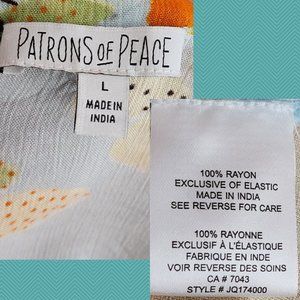 PATRONS OF PEACE
L
MADE IN
INDIA
100% RAYON
EXCLUSIVE OF ELASTIC
MADE IN INDIA
SEE REVERSE FOR CARE
100% RAYONNE
EXCLUSIF À L'ÉLASTIQUE
FABRIQUE EN INDE
VOIR REVERSE DES SOINS
CA # 7043
STYLE # JQ174000